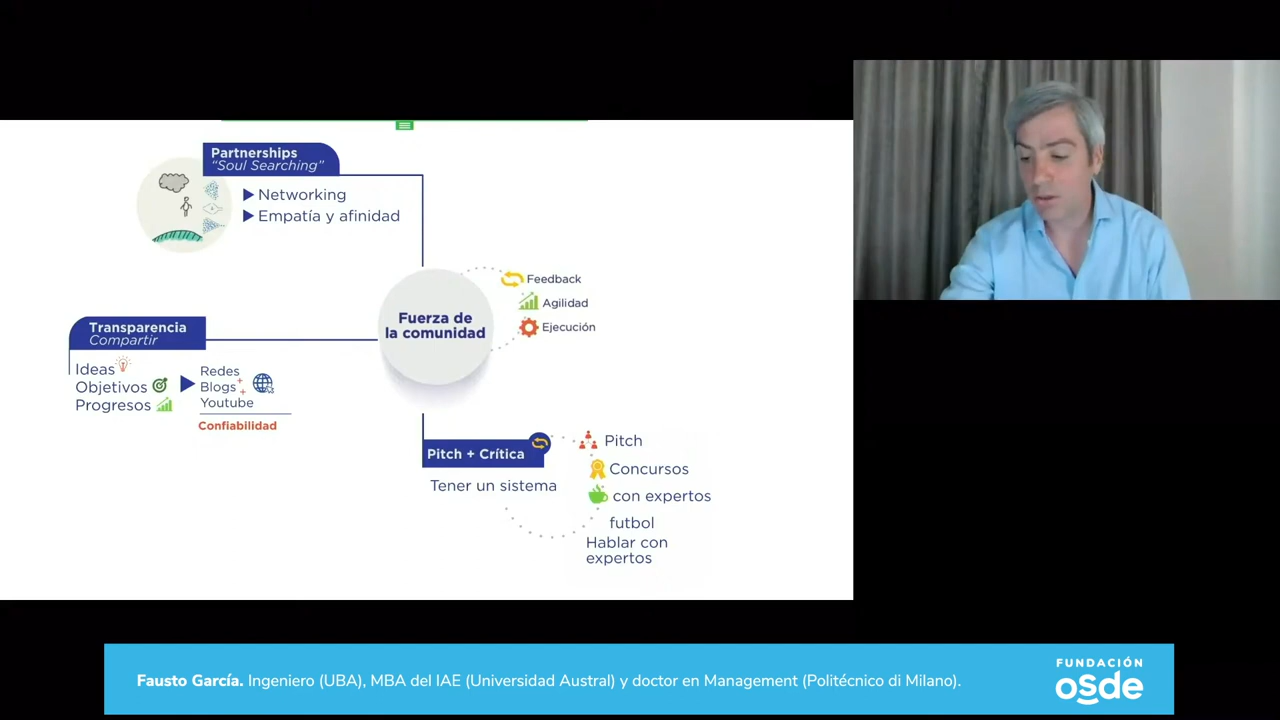 Partnerships
"Soul Searching"
Networking
Empatía y afinidad
Feedback
Agilidad
Ejecución
Fuerza de
la comunidad
Transparencia
Compartir
Ideas
Objetivos
Progresos
Redes
Blogs
Youtube
Confiabilidad
Pitch + Crítica
Tener un sistema
Pitch
Concursos
con expertos
futbol
Hablar con
expertos
Fausto García. Ingeniero (UBA), MBA del IAE (Universidad Austral) y doctor en Management (Politécnico di Milano).
FUNDACIÓN
osde